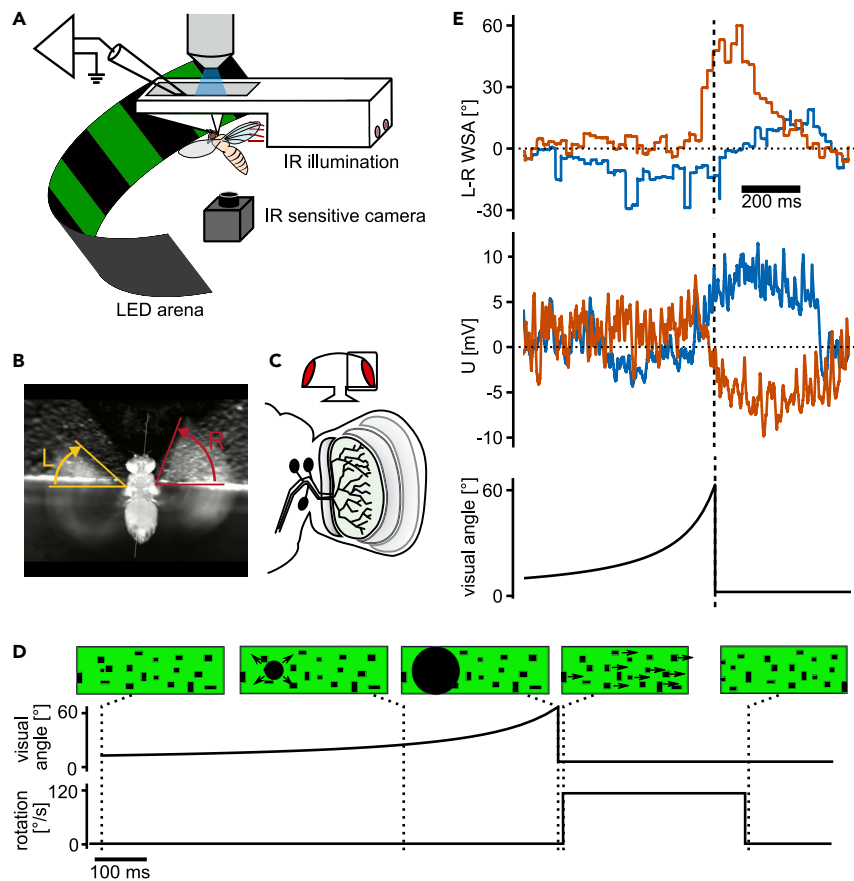 A
IR illumination
IR sensitive camera
LED arena
B
L
R
C
D
visual
angle [°]
60
0
rotation
[°/s]
120
0
100 ms
E
L-R WSA [°]
60
30
0
-30
200 ms
U [mV]
10
5
0
-5
-10
visual angle [°]
60
0